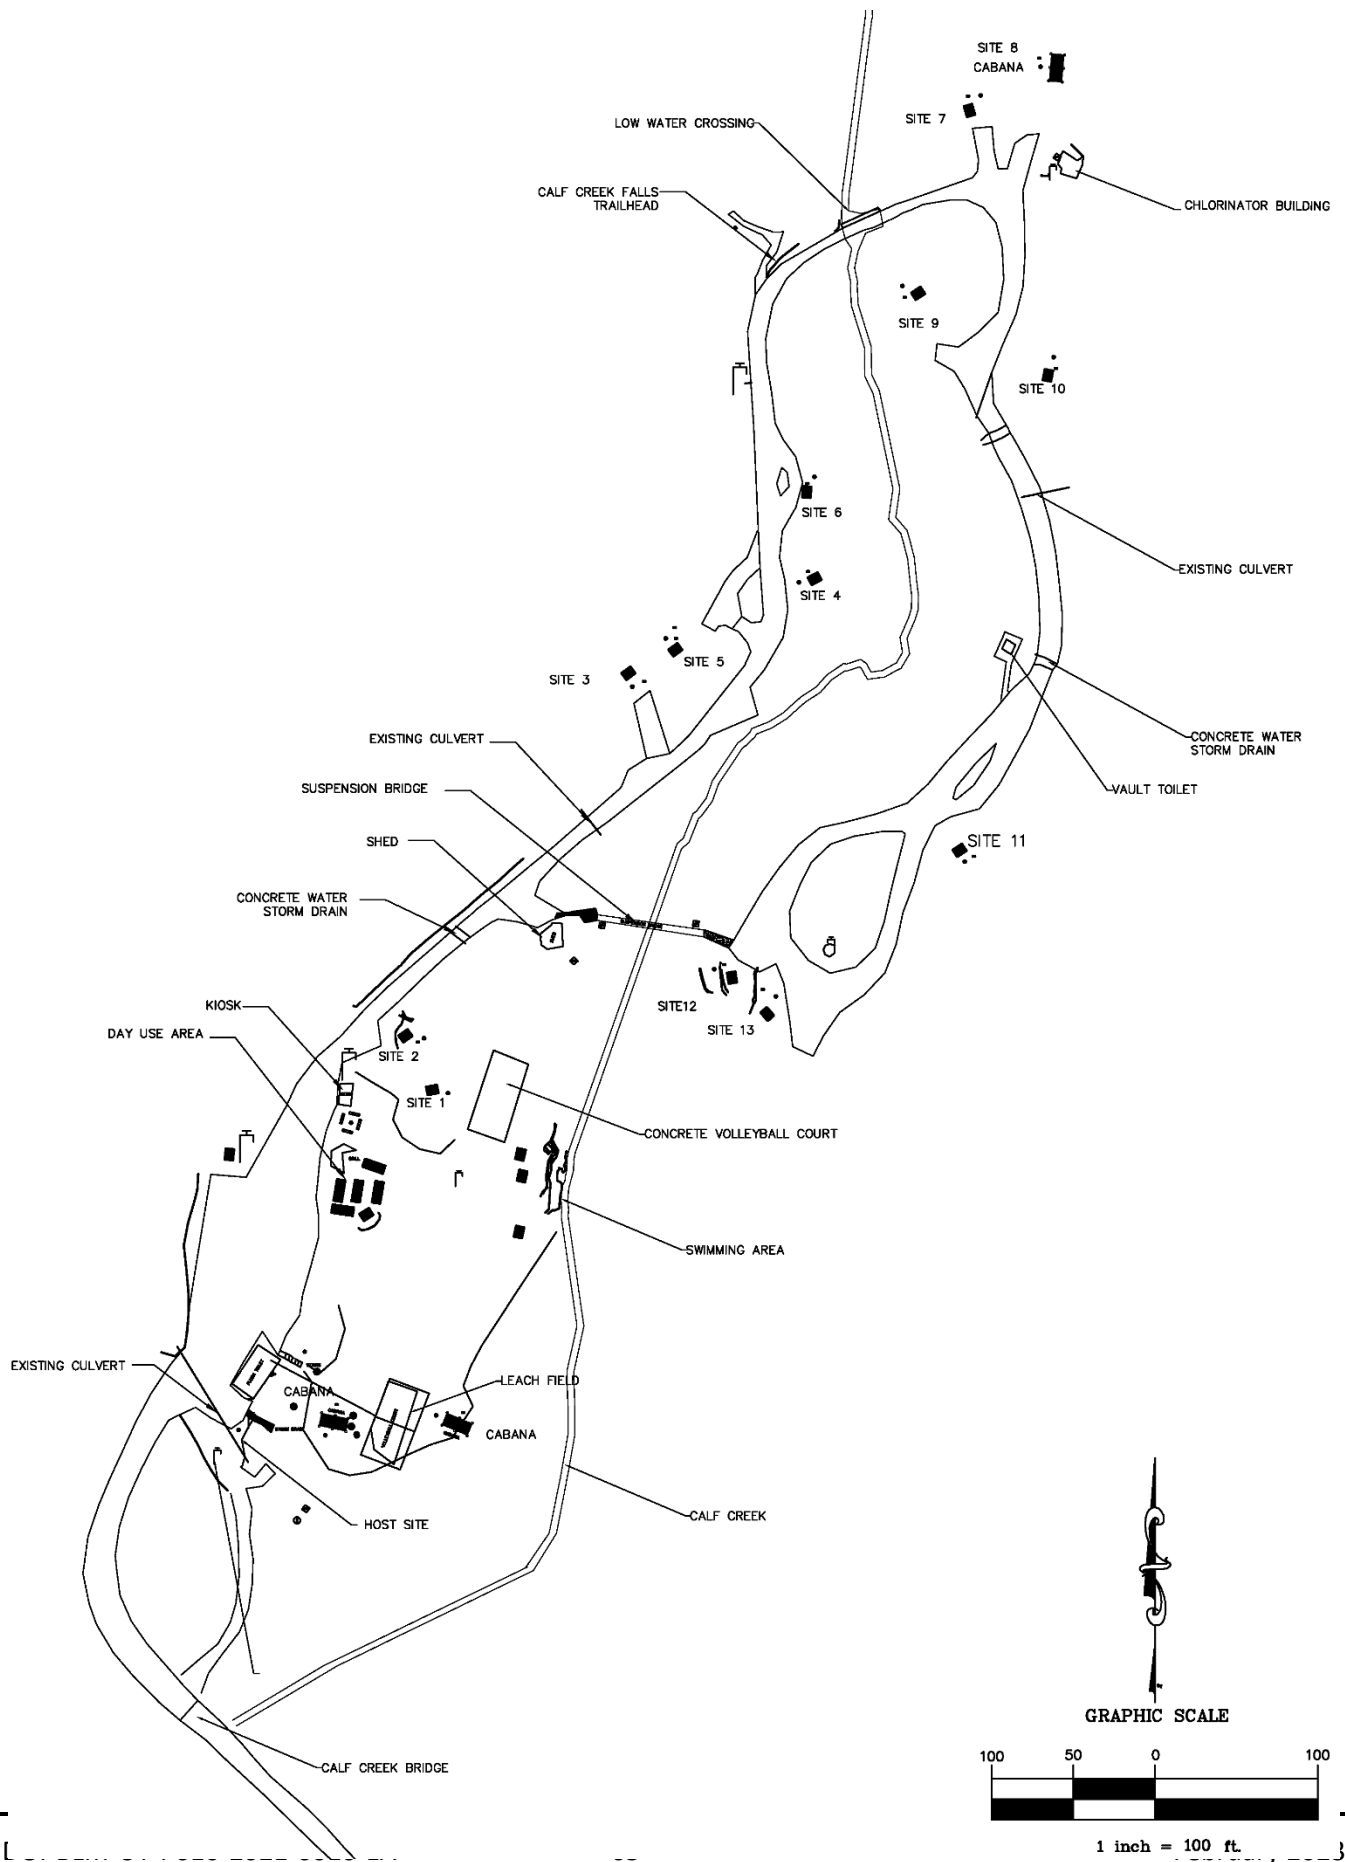 SITE 8
CABANA
SITE 7
LOW WATER CROSSING
CALF CREEK FALLS
TRAILHEAD
CHLORINATOR BUILDING
SITE 9
SITE 10
SITE 6
EXISTING CULVERT
SITE 4
SITE 5
SITE 3
EXISTING CULVERT
CONCRETE WATER
STORM DRAIN
SUSPENSION BRIDGE
VAULT TOILET
SHED
SITE 11
CONCRETE WATER
STORM DRAIN
KIOSK
SITE12
DAY USE AREA
SITE 13
SITE 2
SITE 1
CONCRETE VOLLEYBALL COURT
SWIMMING AREA
EXISTING CULVERT
LEACH FIELD
CABANA
CABANA
CALF CREEK
HOST SITE
GRAPHIC SCALE
100 50 0 100
CALF CREEK BRIDGE
1 inch = 100 ft.